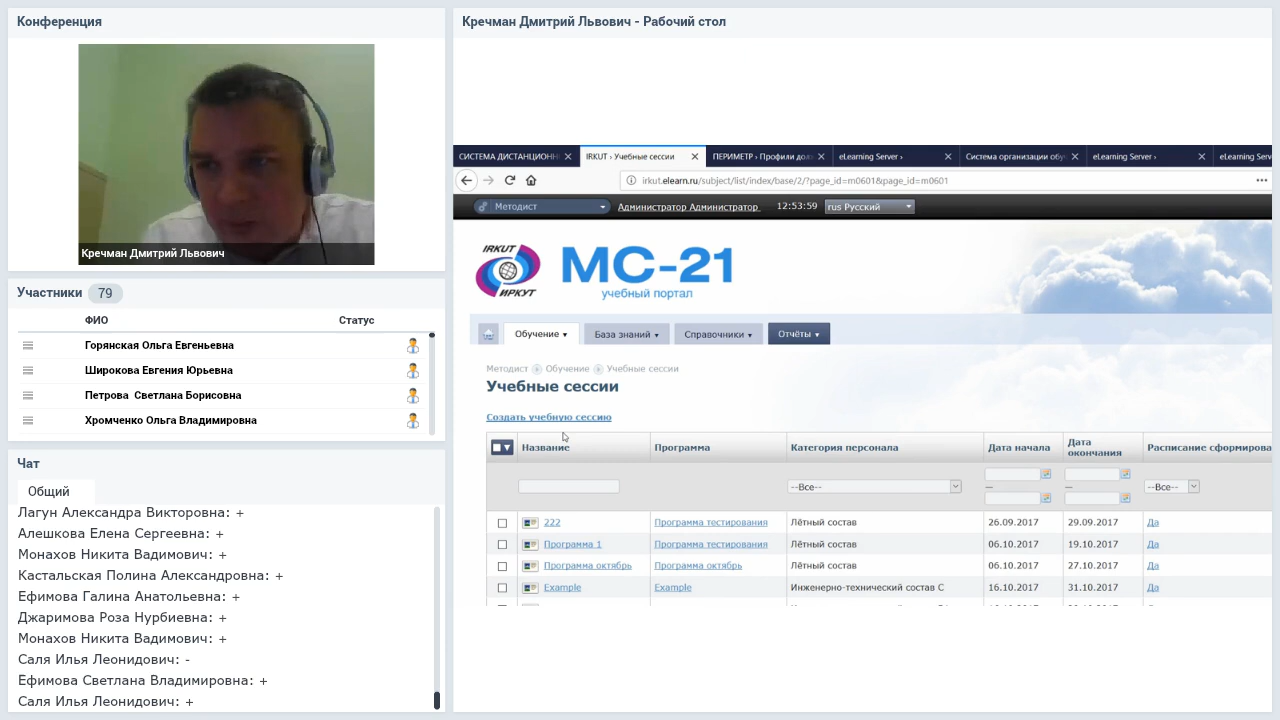 Конференция
Кречман Дмитрий Львович
Участники 79
ФИО Статус
Горянская Ольга Евгеньевна
Широкова Евгения Юрьевна
Петрова Светлана Борисовна
Хромченко Ольга Владимировна
Чат
Общий
Лагун Александра Викторовна: +
Алешкова Елена Сергеевна: +
Монахов Никита Вадимович: +
Кастальская Полина Александровна: +
Ефимова Галина Анатольевна: +
Джаримова Роза Нурбиевна: +
Монахов Никита Вадимович: +
Саля Илья Леонидович: -
Ефимова Светлана Владимировна: +
Саля Илья Леонидович: +
Кречман Дмитрий Львович - Рабочий стол
СИСТЕМА ДИСТАНЦИОНН IRKUT › Учебные сессии ПЕРИМЕТР › Профили дол eLearning Server › Система организации обу eLearning Server › eLearning Serv
irkut.elearn.ru/subject/list/index/base/2/?page_id=m0601&page_id=m0601
Методист Администратор Администратор 12:53:59 rus Русский
IRKUT
ИРКУТ
МС-21
учебный портал
Обучение База знаний Справочники Отчёты
Методист Обучение Учебные сессии
Учебные сессии
Создать учебную сессию
Название Программа Категория персонала Дата начала Дата окончания Расписание сформирова
--Все-- — — --Все--
222 Программа тестирования Лётный состав 26.09.2017 29.09.2017 Да
Программа 1 Программа тестирования Лётный состав 06.10.2017 19.10.2017 Да
Программа октябрь Программа октябрь Лётный состав 06.10.2017 27.10.2017 Да
Example Example Инженерно-технический состав С 16.10.2017 31.10.2017 Да